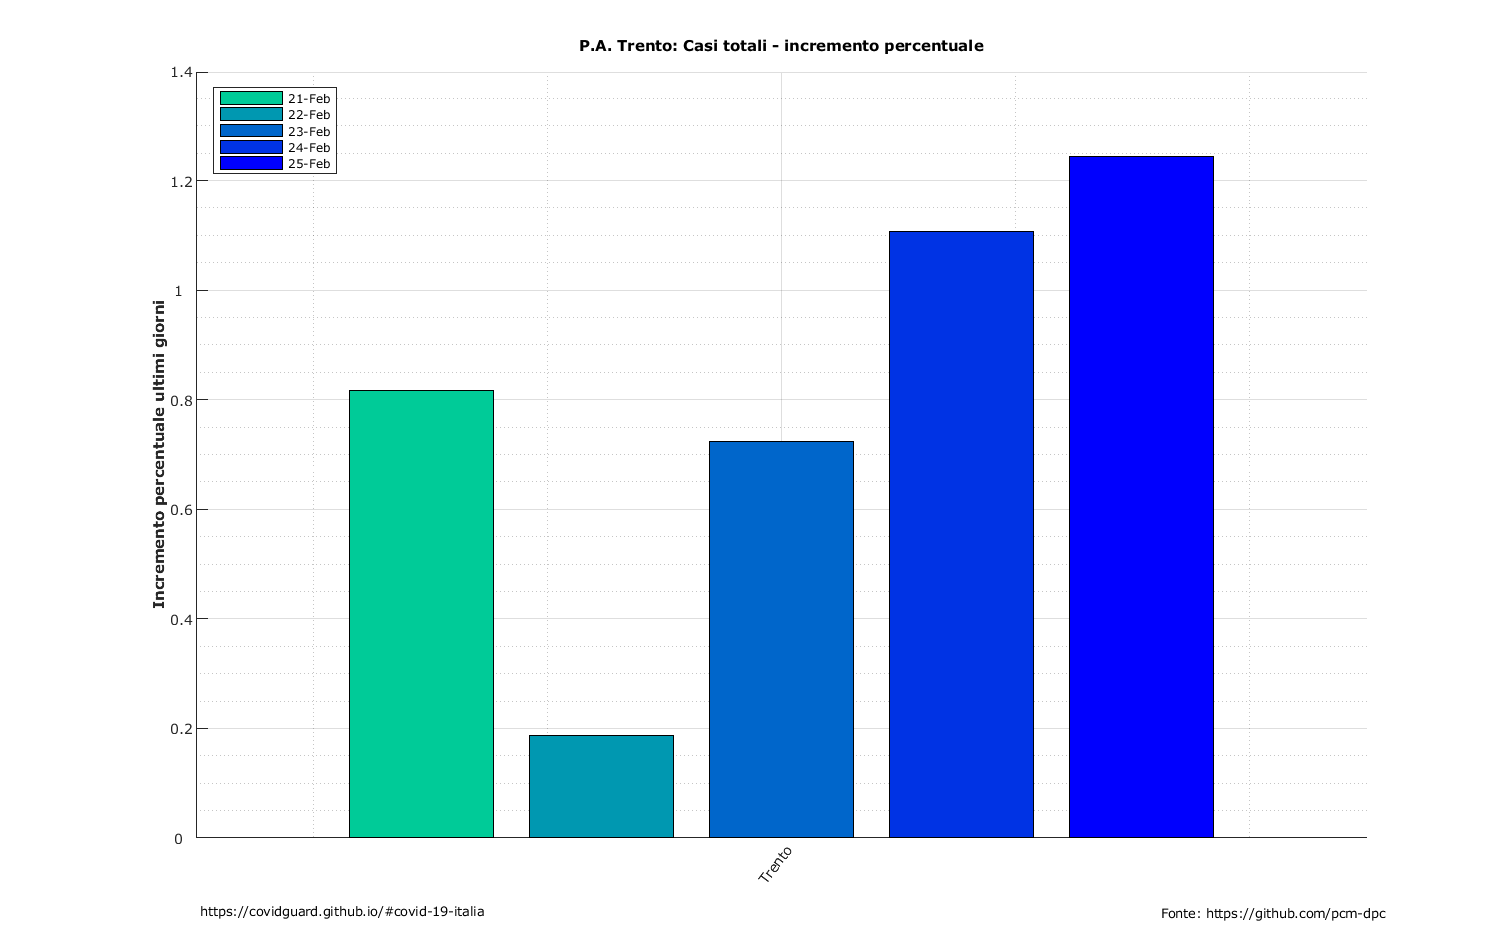 P.A. Trento: Casi totali - incremento percentuale
1.4
1.2
1
0.8
0.6
0.4
0.2
0
Incremento percentuale ultimi giorni
21-Feb
22-Feb
23-Feb
24-Feb
25-Feb
Trento
https://covidguard.github.io/#covid-19-italia
Fonte: https://github.com/pcm-dpc